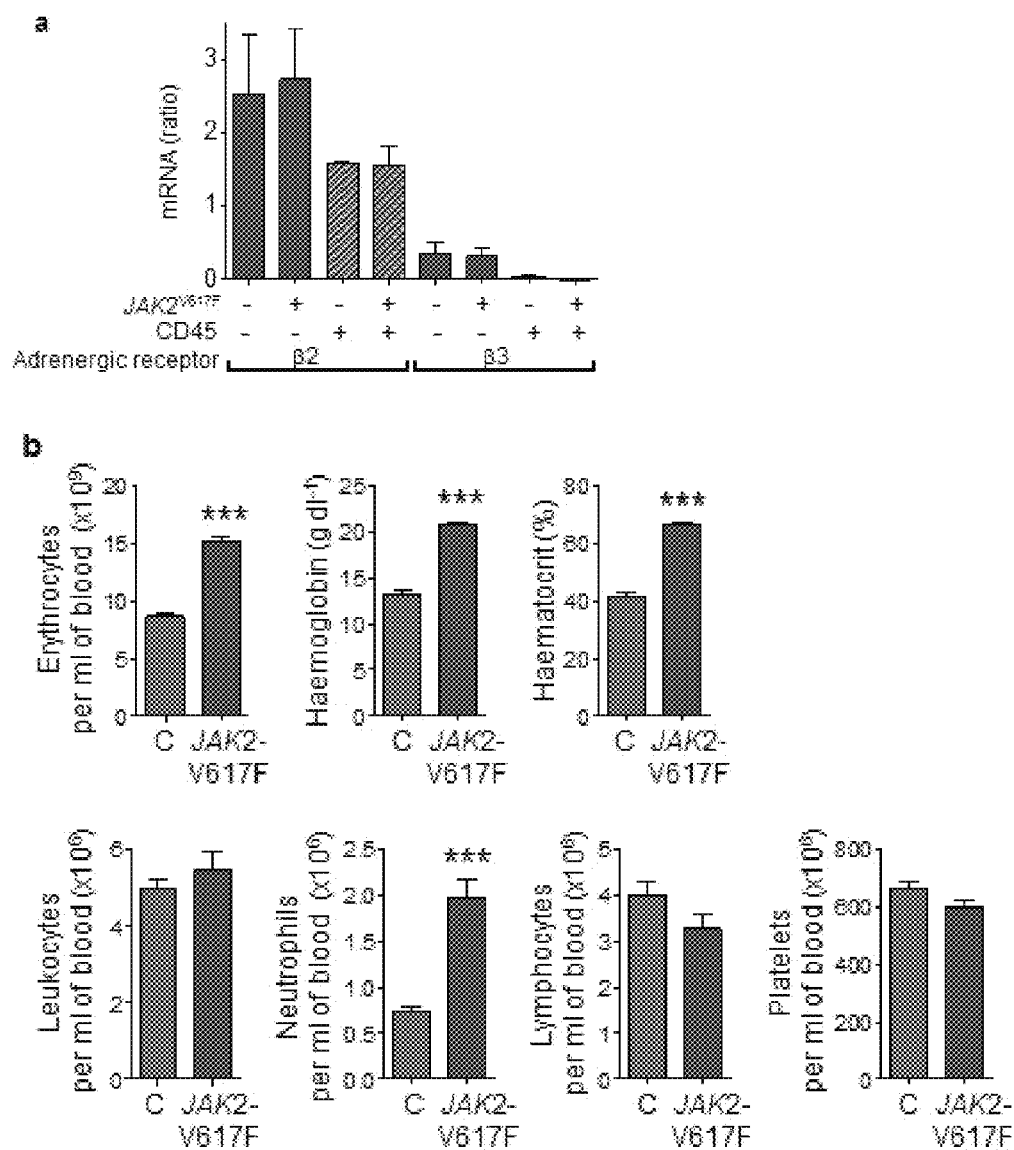 a
mRNA (ratio)
3
2
1
0
JAK2V617F - + - + - + - +
CD45 - - + + - - + +
Adrenergic receptor β2 β3
b
Erythrocytes
per ml of blood (x10⁹)
20
15
10
5
0
***
C JAK2-
V617F
Haemoglobin (g dl⁻¹)
25
20
15
10
5
0
***
C JAK2-
V617F
Haematocrit (%)
80
60
40
20
0
***
C JAK2-
V617F
Leukocytes
per ml of blood (x10⁶)
6
4
2
0
C JAK2-
V617F
Neutrophils
per ml of blood (x10⁶)
2.5
2.0
1.5
1.0
0.5
0.0
***
C JAK2-
V617F
Lymphocytes
per ml of blood (x10⁶)
5
4
3
2
1
0
C JAK2-
V617F
Platelets
per ml of blood (x10⁶)
800
600
400
200
0
C JAK2-
V617F